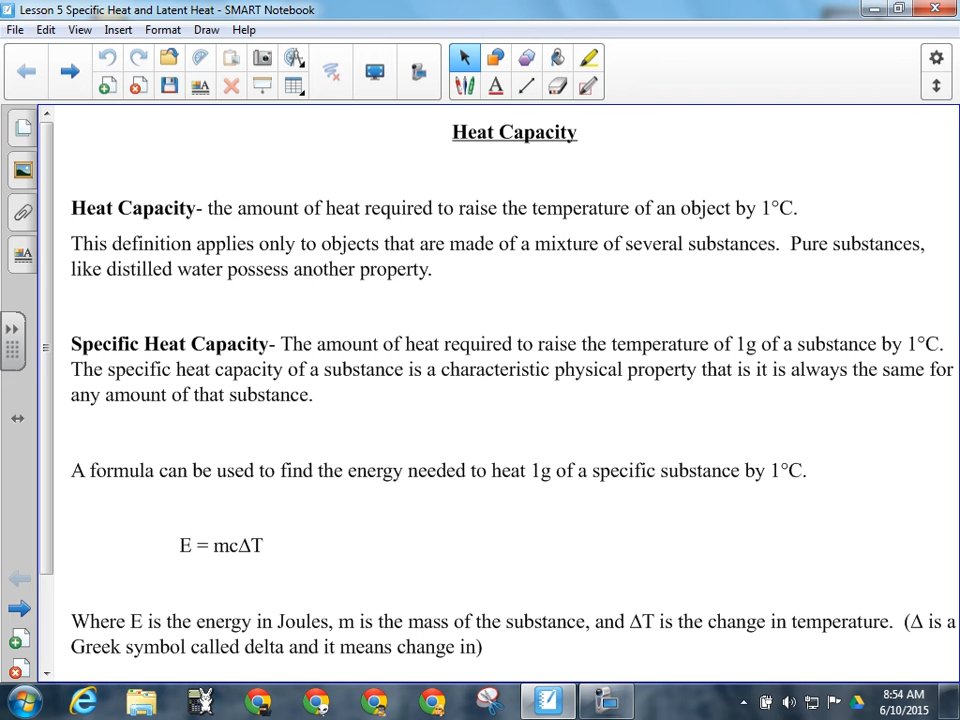 Lesson 5 Specific Heat and Latent Heat - SMART Notebook
File Edit View Insert Format Draw Help
Heat Capacity
Heat Capacity- the amount of heat required to raise the temperature of an object by 1°C.
This definition applies only to objects that are made of a mixture of several substances. Pure substances,
like distilled water possess another property.
Specific Heat Capacity- The amount of heat required to raise the temperature of 1g of a substance by 1°C.
The specific heat capacity of a substance is a characteristic physical property that is it is always the same for
any amount of that substance.
A formula can be used to find the energy needed to heat 1g of a specific substance by 1°C.
E = mcΔT
Where E is the energy in Joules, m is the mass of the substance, and ΔT is the change in temperature. (Δ is a
Greek symbol called delta and it means change in)
8:54 AM
6/10/2015